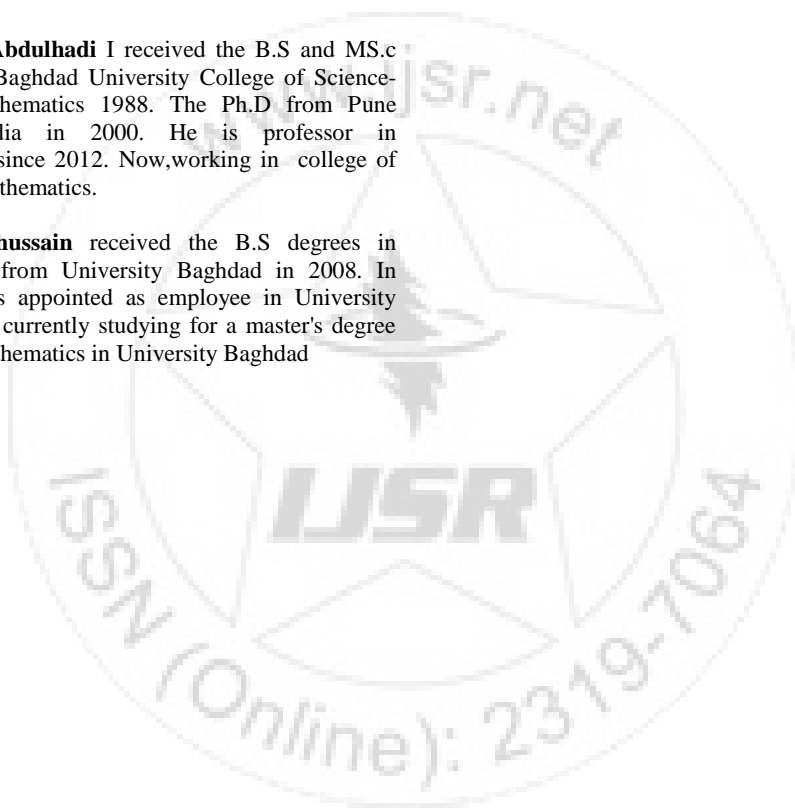 Abdulhadi I received the B.S and MS.c
Baghdad University College of Science-
hematics 1988. The Ph.D from Pune
dia in 2000. He is professor in
since 2012. Now,working in college of
thematics.
hussain received the B.S degrees in
from University Baghdad in 2008. In
s appointed as employee in University
currently studying for a master's degree
hematics in University Baghdad
www.ijsr.net
IJSR
ISSN (Online): 2319-7064